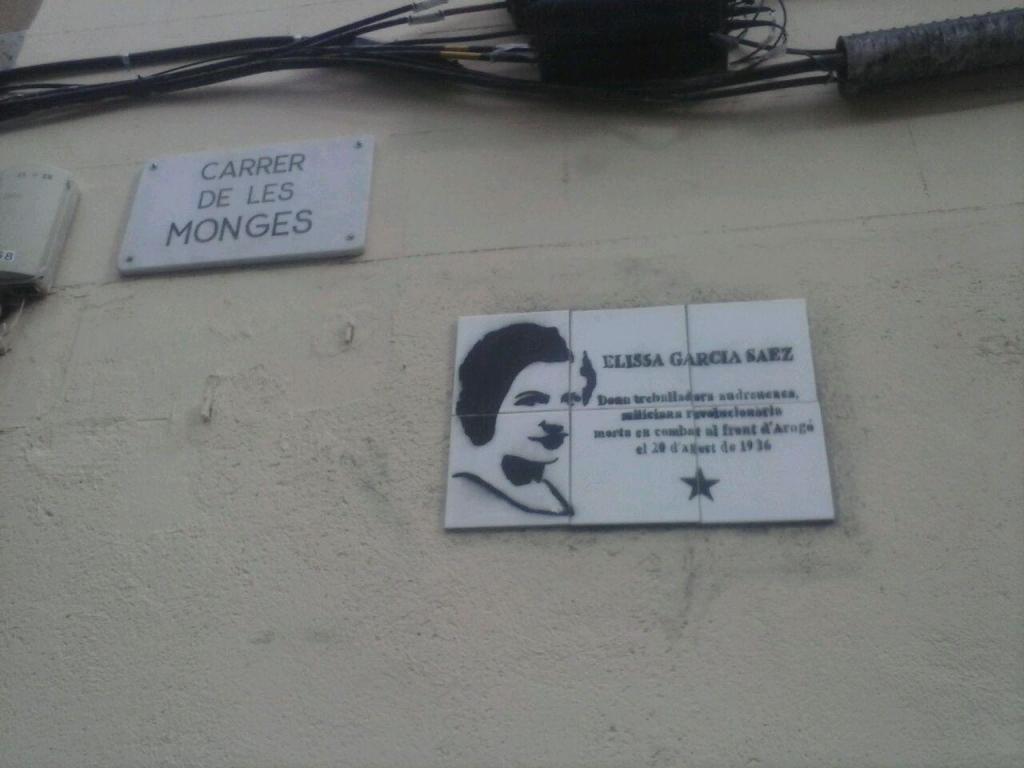 CARRER
DE LES
MONGES
ELISSA GARCIA SAEZ
Dona treballadora andreuenca,
miliciana revolucionaria
morta en combat al front d'Aragó
el 20 d'Agost de 1936